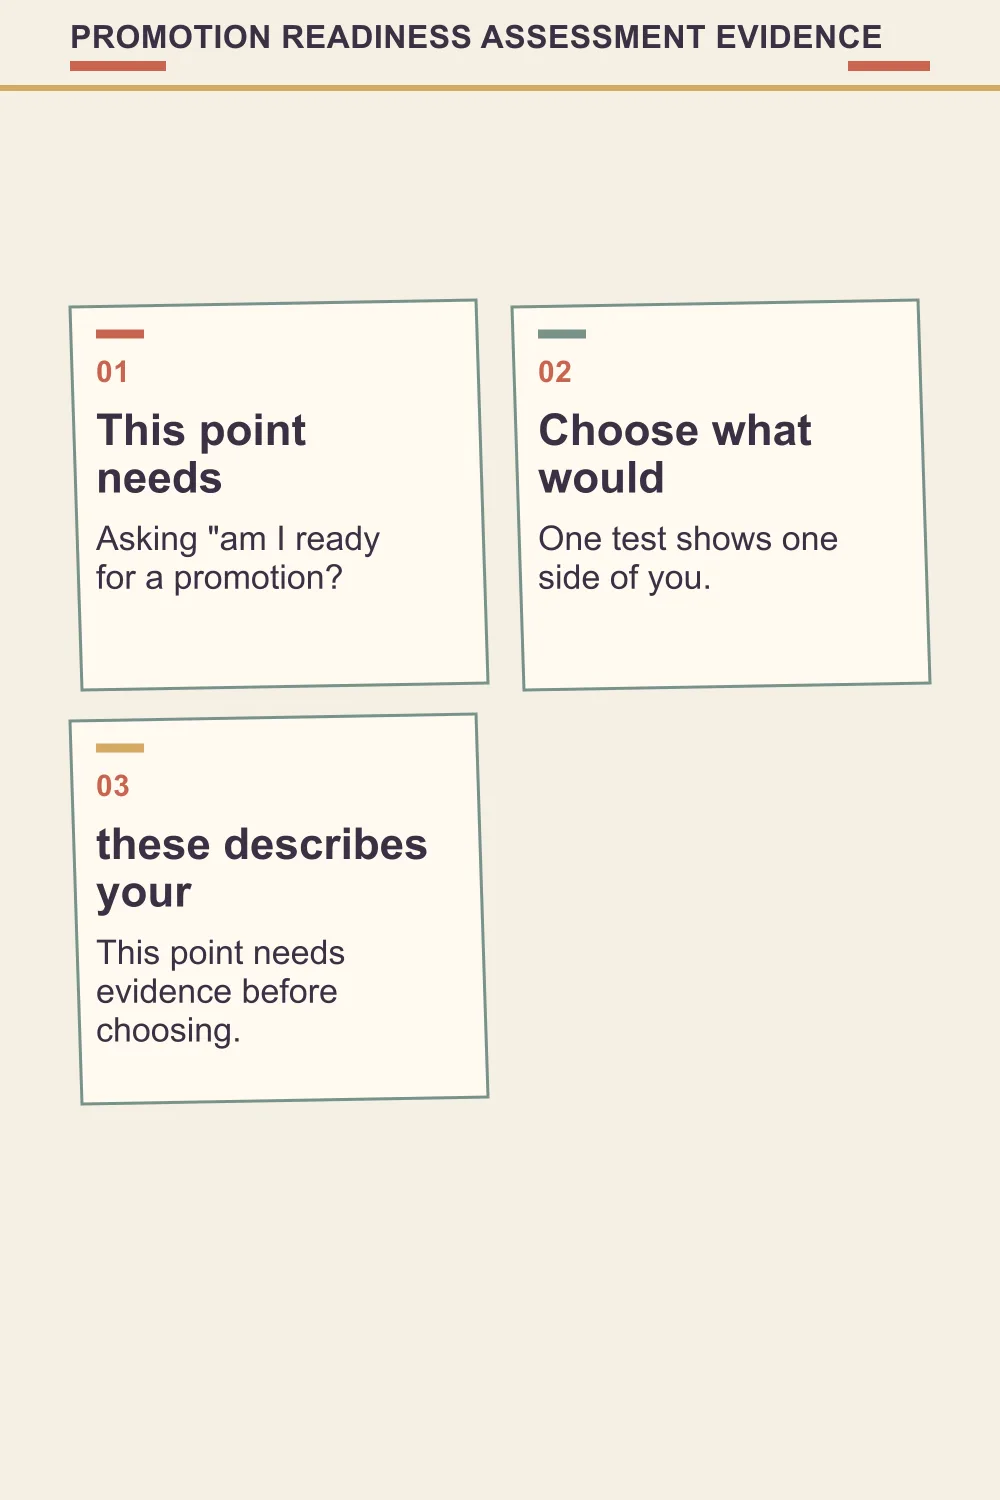 PROMOTION READINESS ASSESSMENT EVIDENCE
01
This point
needs
Asking "am I ready
for a promotion?
02
Choose what
would
One test shows one
side of you.
03
these describes
your
This point needs
evidence before
choosing.